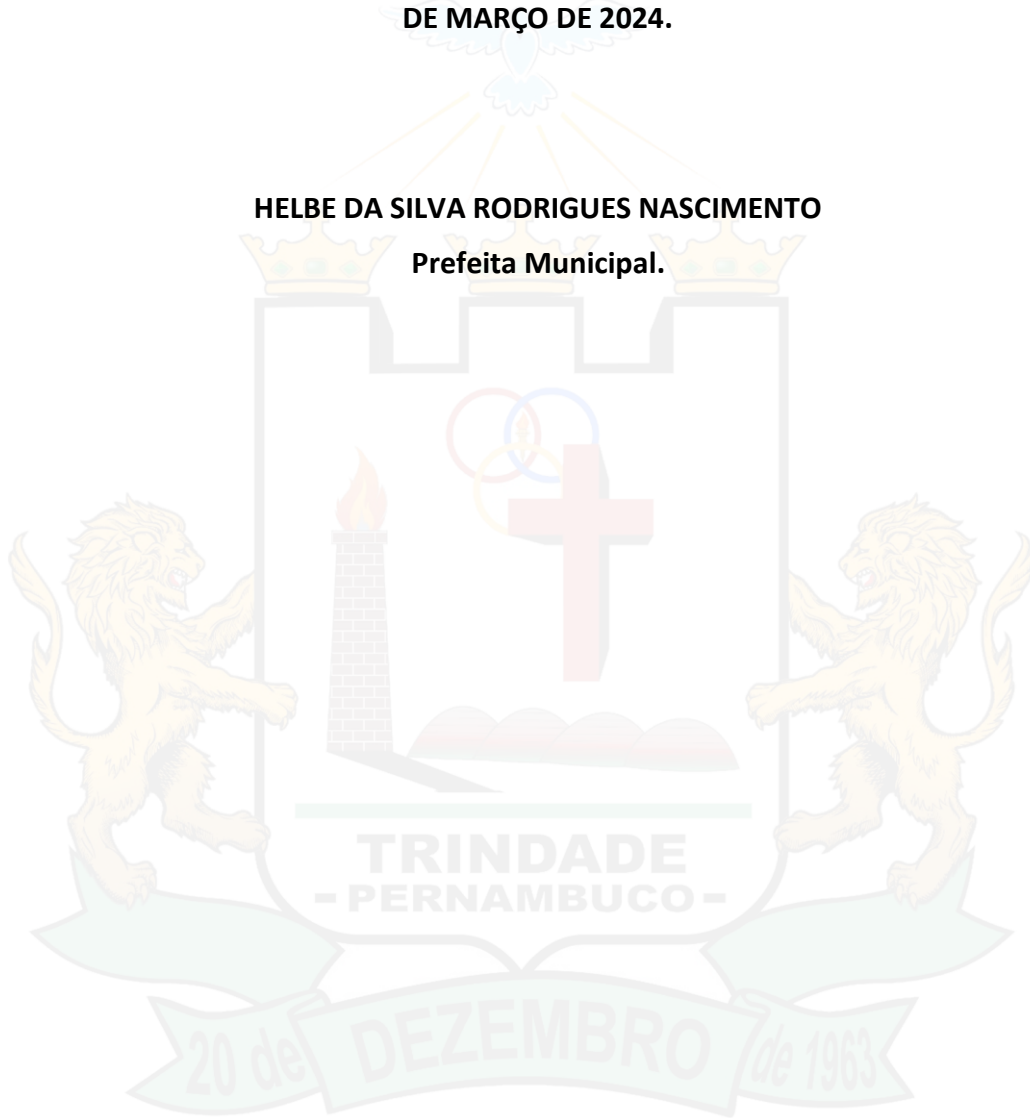 DE MARÇO DE 2024.
HELBE DA SILVA RODRIGUES NASCIMENTO
Prefeita Municipal.
TRINDADE
- PERNAMBUCO -
20 de DEZEMBRO de 1963